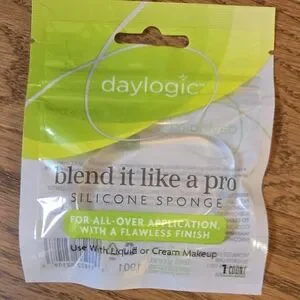 daylogic
blend it like a pro
SILICONE SPONGE
FOR ALL-OVER APPLICATION,
WITH A FLAWLESS FINISH
Use With Liquid or Cream Makeup
1 COUNT